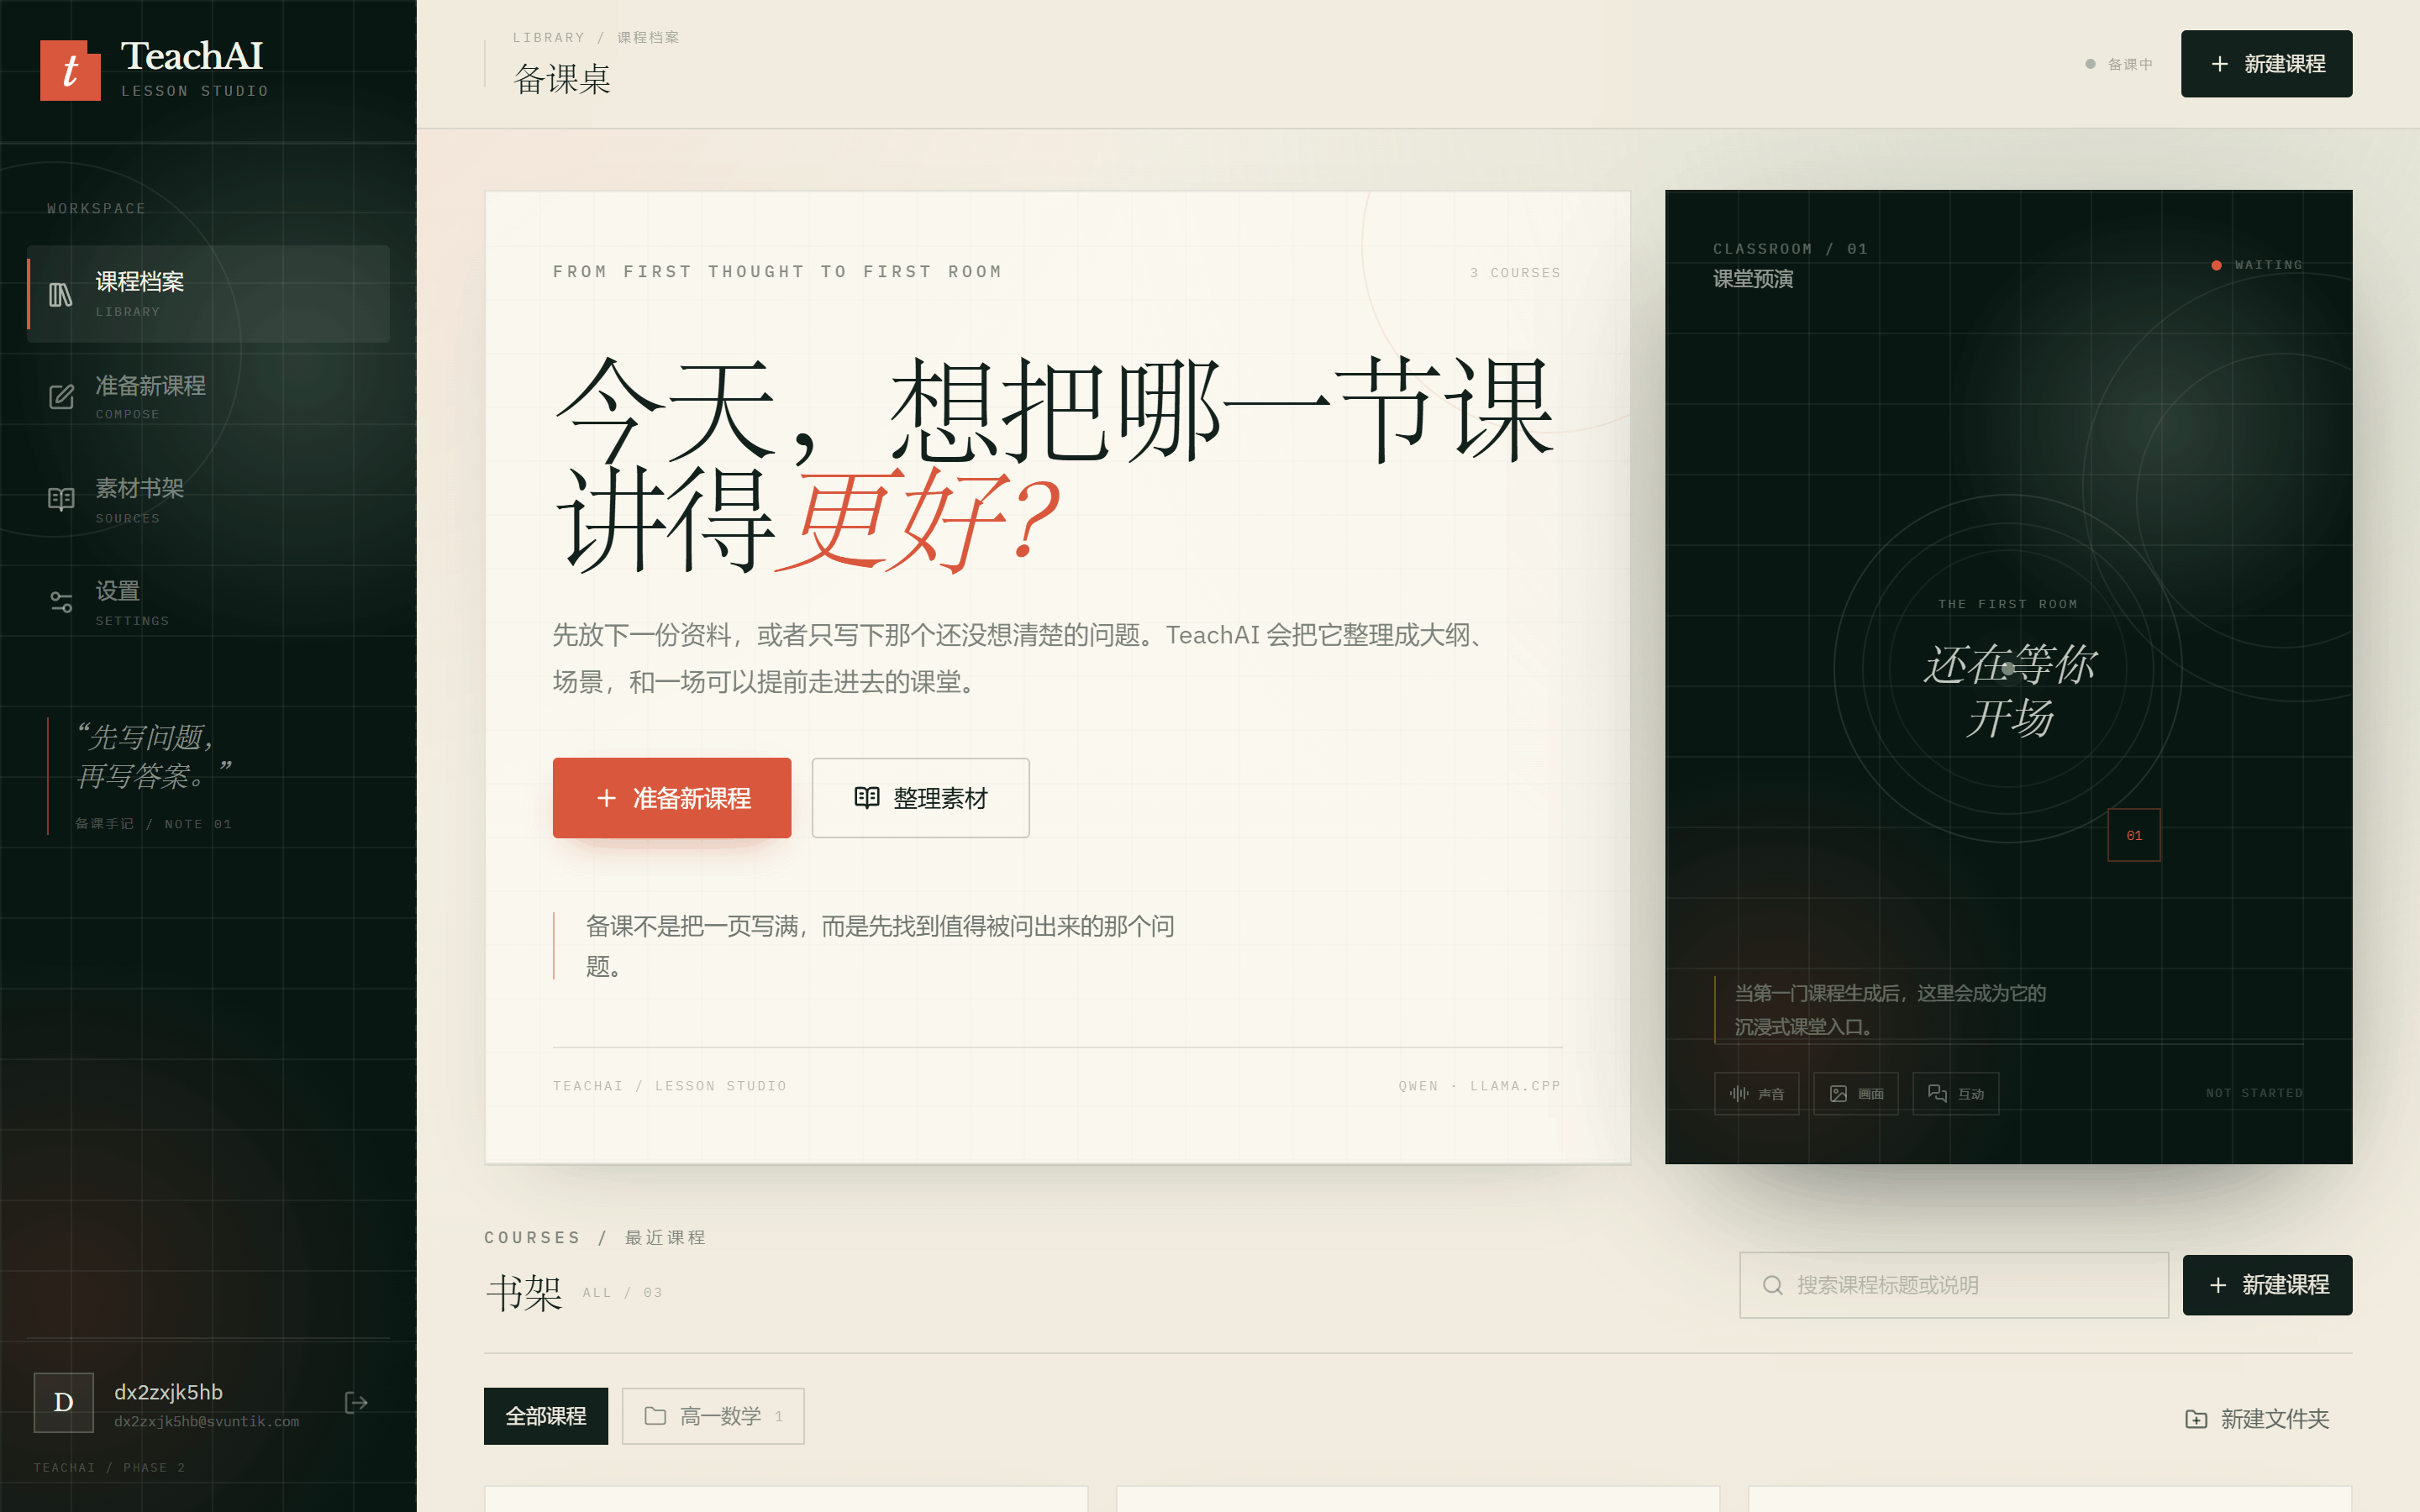 t
TeachAI
LESSON STUDIO
WORKSPACE
课程档案
LIBRARY
准备新课程
COMPOSE
素材书架
SOURCES
设置
SETTINGS
“先写问题，
再写答案。”
备课手记 / NOTE 01
D
dx2zxjk5hb
dx2zxjk5hb@svuntik.com
TEACHAI / PHASE 2
LIBRARY / 课程档案
备课桌
备课中
新建课程
FROM FIRST THOUGHT TO FIRST ROOM
3 COURSES
今天，想把哪一节课
讲得更好?
先放下一份资料，或者只写下那个还没想清楚的问题。TeachAI 会把它整理成大纲、
场景，和一场可以提前走进去的课堂。
准备新课程
整理素材
备课不是把一页写满，而是先找到值得被问出来的那个问
题。
TEACHAI / LESSON STUDIO
QWEN · LLAMA.CPP
CLASSROOM / 01
课堂预演
WAITING
THE FIRST ROOM
还在等你
开场
01
当第一门课程生成后，这里会成为它的
沉浸式课堂入口。
声音
画面
互动
NOT STARTED
COURSES / 最近课程
书架
ALL / 03
搜索课程标题或说明
新建课程
全部课程
高一数学 1
新建文件夹